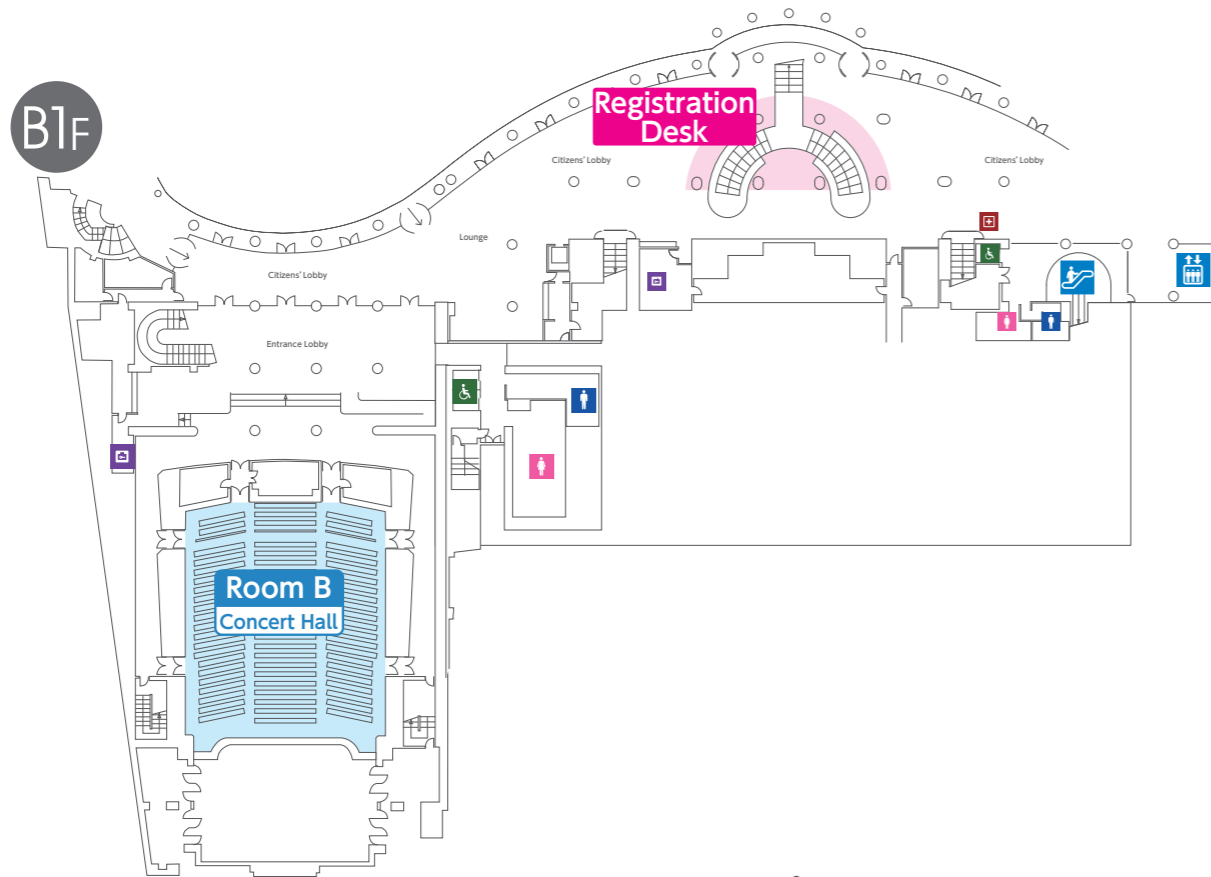 B1F
Registration
Desk
Citizens' Lobby
Citizens' Lobby
Lounge
Citizens' Lobby
Entrance Lobby
Room B
Concert Hall